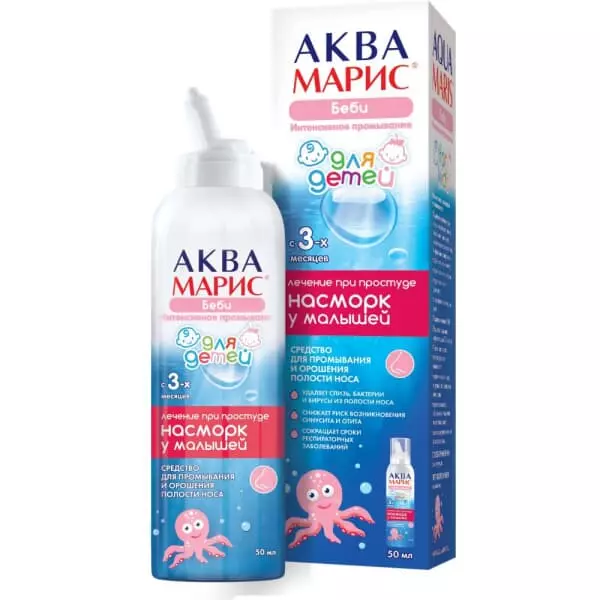 АКВА
МАРИС®
Беби
Интенсивное промывание
для
детей
с 3-х
месяцев
лечение при простуде
насморк
у малышей
СРЕДСТВО
ДЛЯ ПРОМЫВАНИЯ
И ОРОШЕНИЯ
ПОЛОСТИ НОСА
УДАЛЯЕТ СЛИЗЬ, БАКТЕРИИ
И ВИРУСЫ ИЗ ПОЛОСТИ НОСА
СНИЖАЕТ РИСК ВОЗНИКНОВЕНИЯ
СИНУСИТА И ОТИТА
СОКРАЩАЕТ СРОКИ
РЕСПИРАТОРНЫХ
ЗАБОЛЕВАНИЙ
АКВА
МАРИС
50 мл
AQUA
MARIS
АКВА
МАРИС®
Беби
Интенсивное промывание
для
детей
с 3-х
месяцев
лечение при простуде
насморк
у малышей
СРЕДСТВО
ДЛЯ ПРОМЫВАНИЯ
И ОРОШЕНИЯ
ПОЛОСТИ НОСА
50 мл